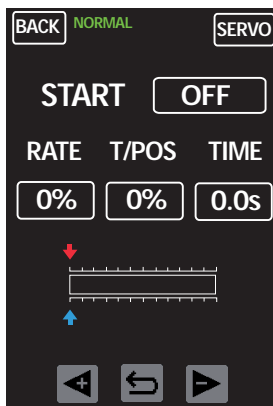 BACK NORMAL SERVO
START OFF
RATE T/POS TIME
0% 0% 0.0s